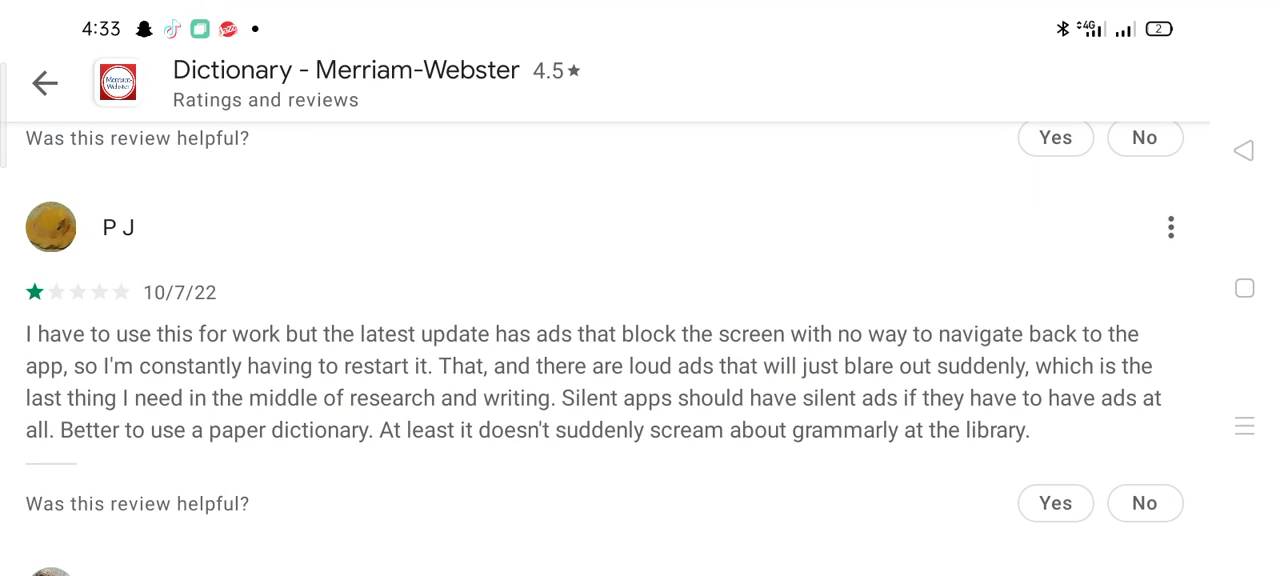 4:33
4G
2
Dictionary - Merriam-Webster 4.5★
Merriam-
Webster
Ratings and reviews
Was this review helpful?
Yes
No
P J
10/7/22
I have to use this for work but the latest update has ads that block the screen with no way to navigate back to the
app, so I'm constantly having to restart it. That, and there are loud ads that will just blare out suddenly, which is the
last thing I need in the middle of research and writing. Silent apps should have silent ads if they have to have ads at
all. Better to use a paper dictionary. At least it doesn't suddenly scream about grammarly at the library.
Was this review helpful?
Yes
No